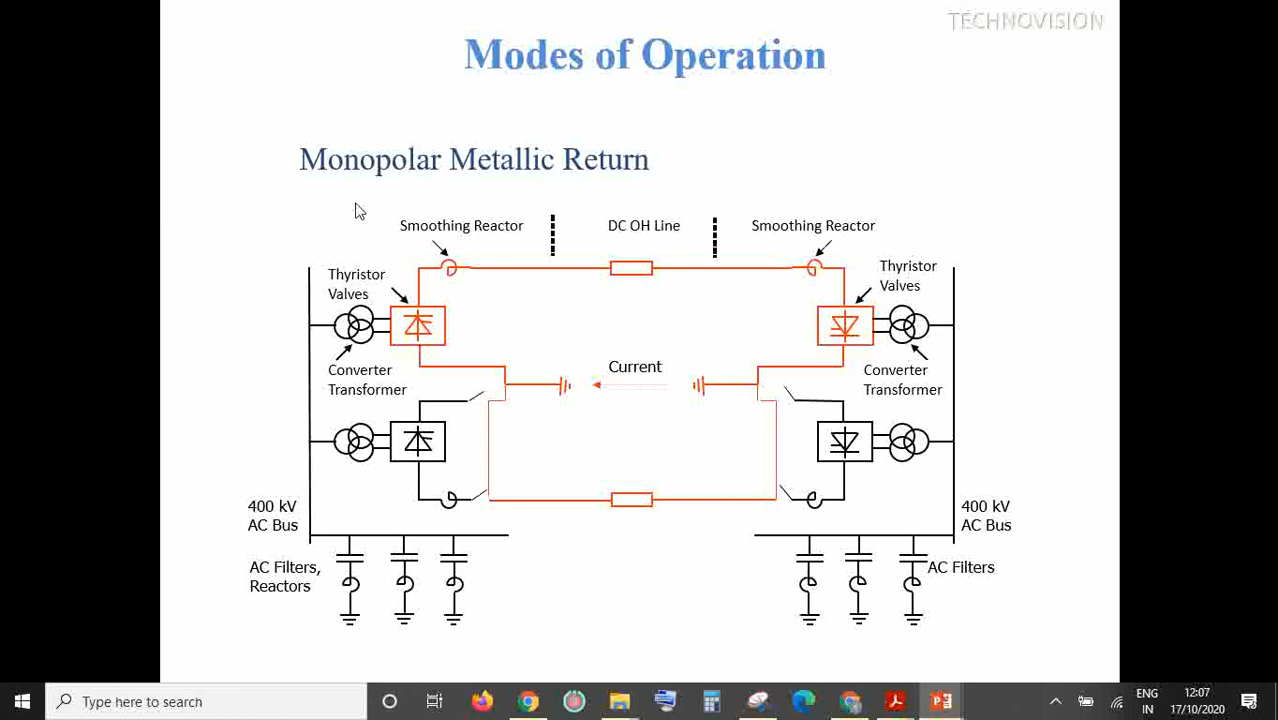 TECHNOVISION
Modes of Operation
Monopolar Metallic Return
Smoothing Reactor
DC OH Line
Smoothing Reactor
Thyristor
Valves
Thyristor
Valves
Converter
Transformer
Current
Converter
Transformer
400 kV
AC Bus
400 kV
AC Bus
AC Filters,
Reactors
AC Filters
Type here to search
ENG
IN
12:07
17/10/2020